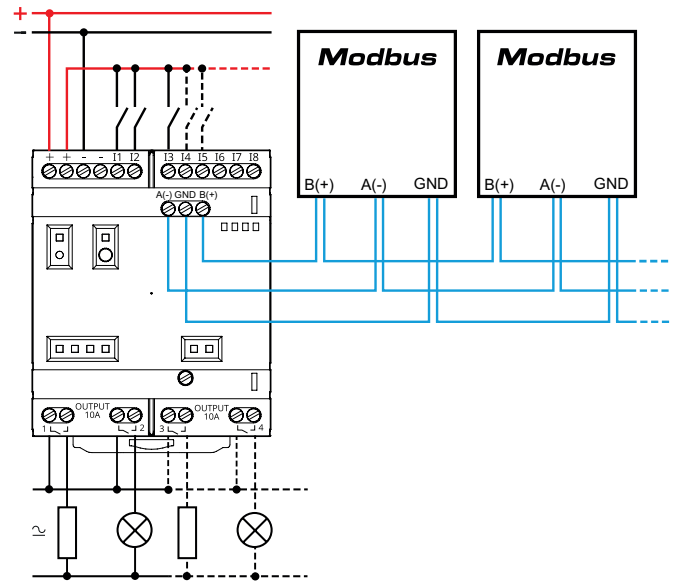 +
-
Modbus
Modbus
+ + - - I1 I2 I3 I4 I5 I6 I7 I8
B(+) A(-) GND
B(+) A(-) GND
A(-) GND B(+)
OUTPUT
10A
OUTPUT
10A
1 2 3 4